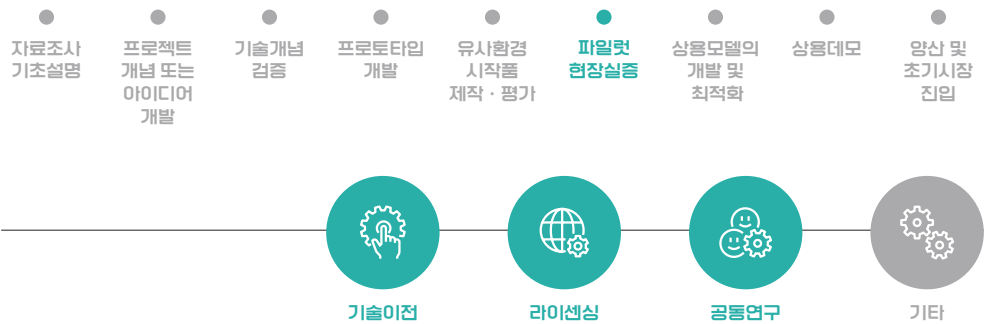 자료조사
기초설명
프로젝트
개념 또는
아이디어
개발
기술개념
검증
프로토타입
개발
유사환경
시작품
제작 · 평가
파일럿
현장실증
상용모델의
개발 및
최적화
상용데모
양산 및
초기시장
진입
기술이전
라이센싱
공동연구
기타